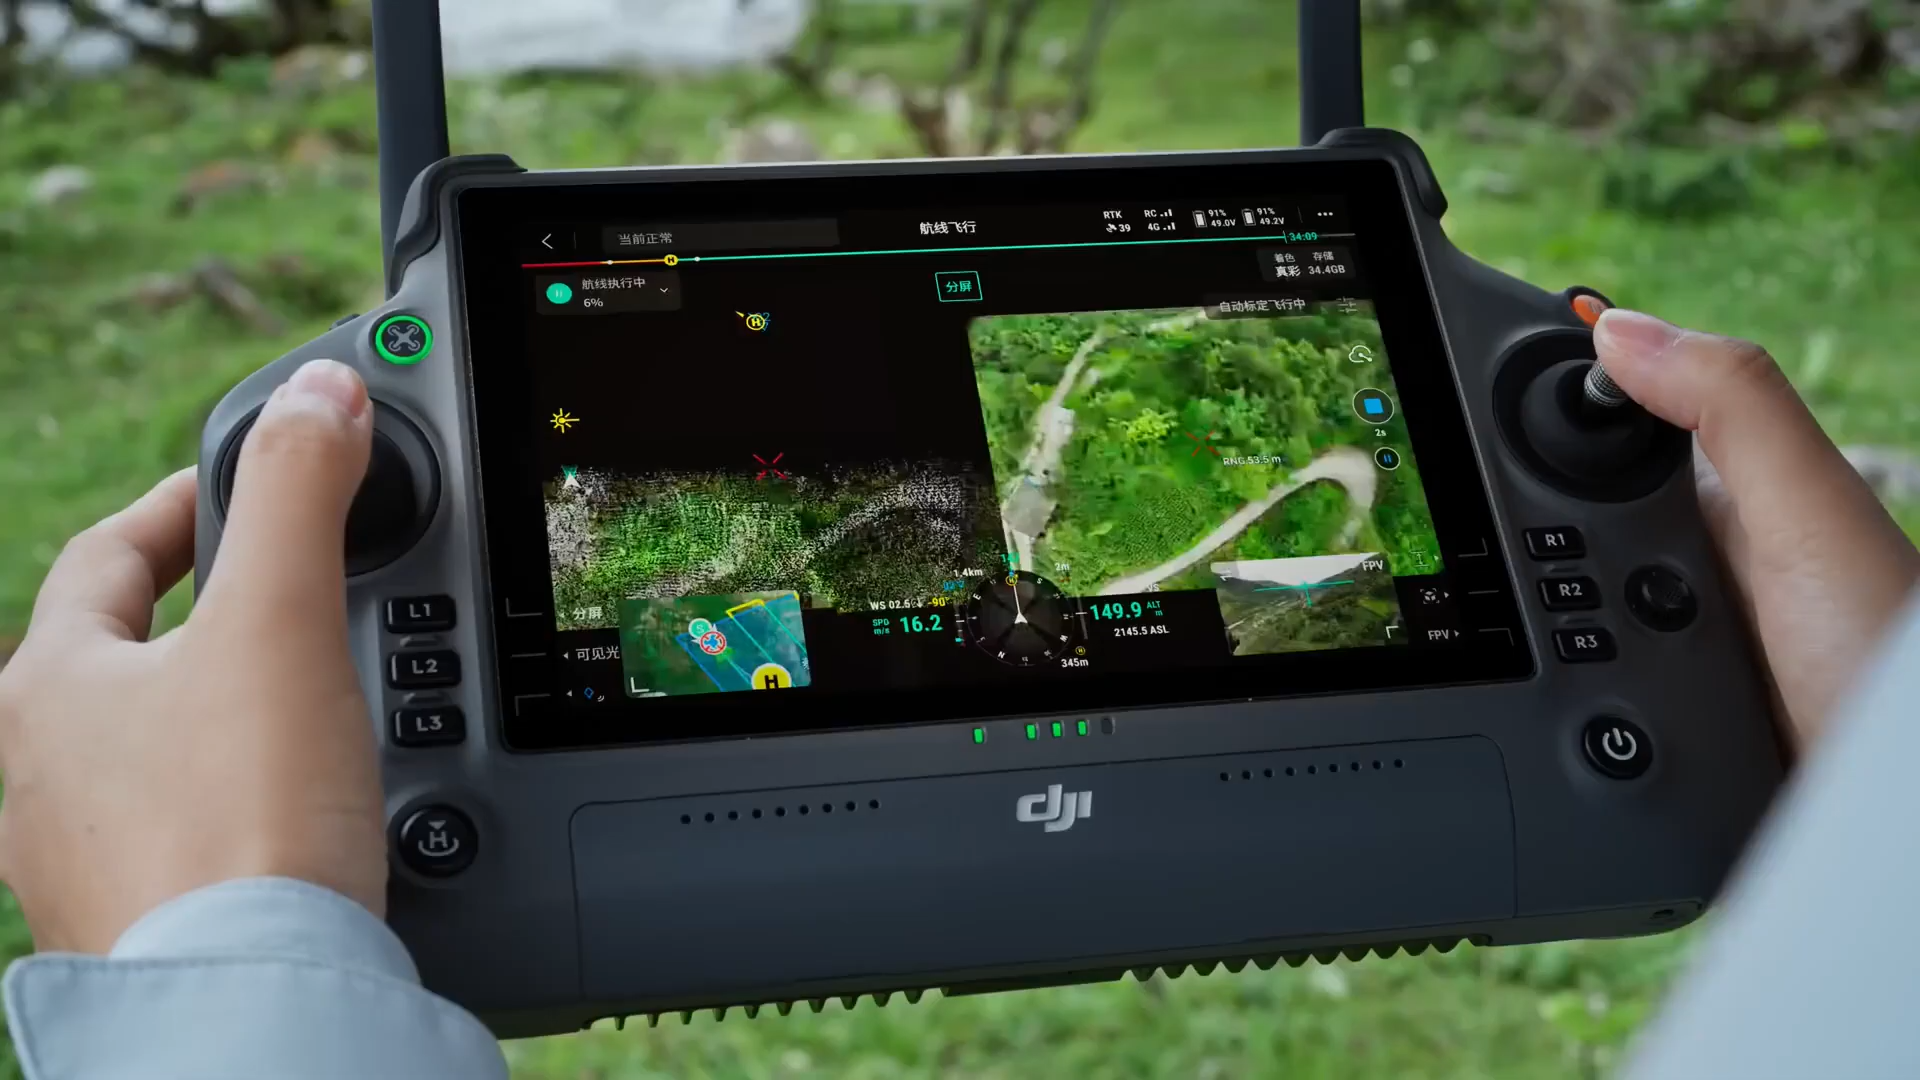 当前正常
航线飞行
RTK
39
RC
4G
91%
49.0V
91%
49.2V
34:09
航线执行中
6%
分屏
着色
真彩
存储
34.4GB
自动标定飞行中
2s
RNG 53.5 m
H
分屏
可见光
S
H
WS 02.5
-90°
SPD
m/s
16.2
1.4km
2m
149.9
ALT
m
2145.5 ASL
345m
FPV
FPV
L1
L2
L3
R1
R2
R3
H
dji